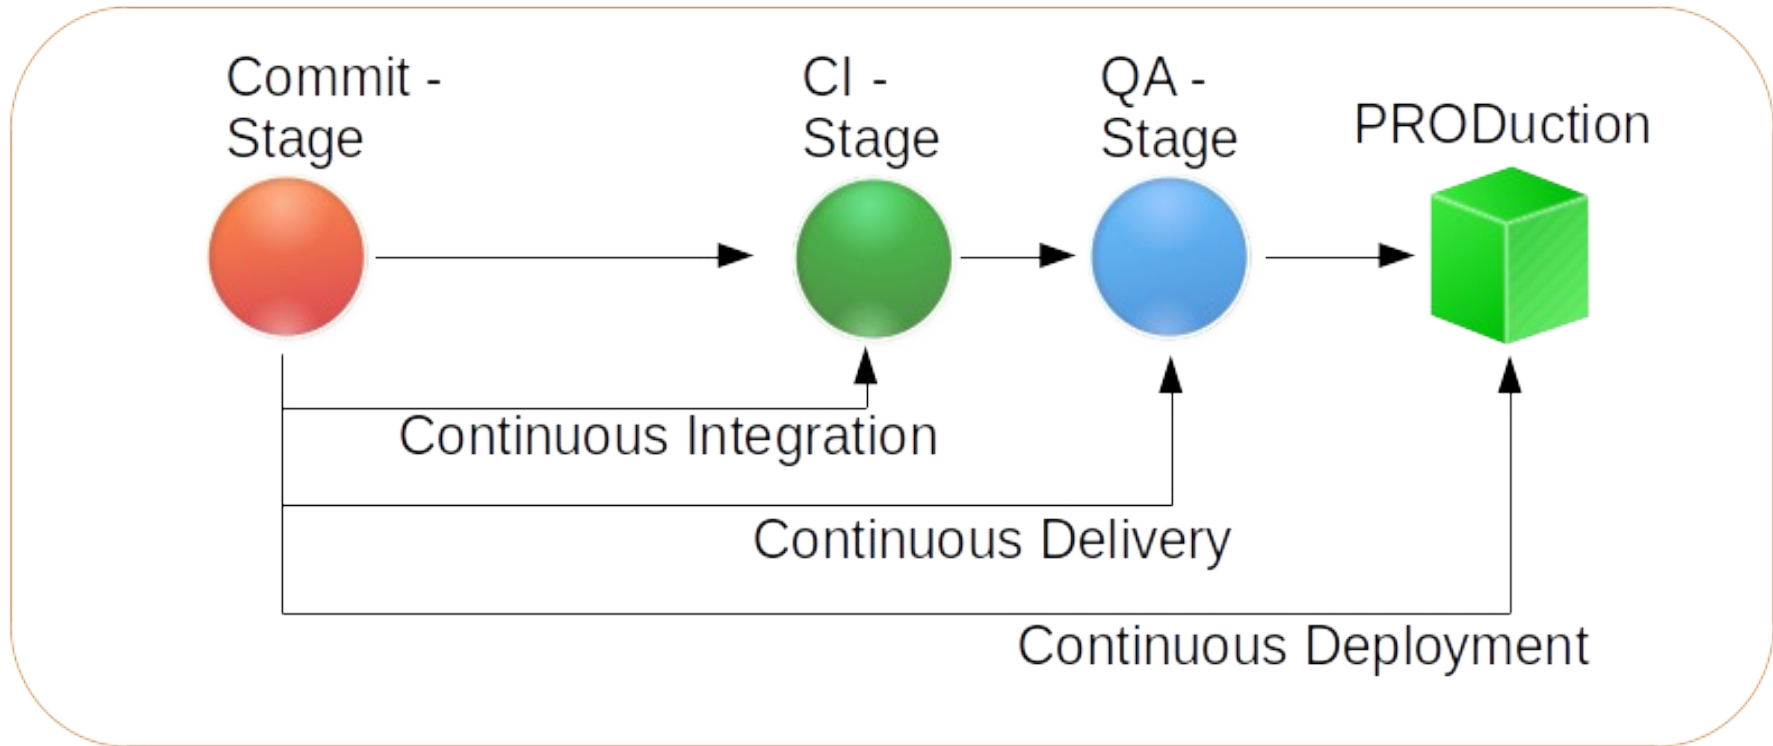 Commit -
Stage
CI -
Stage
QA -
Stage
PRODuction
Continuous Integration
Continuous Delivery
Continuous Deployment